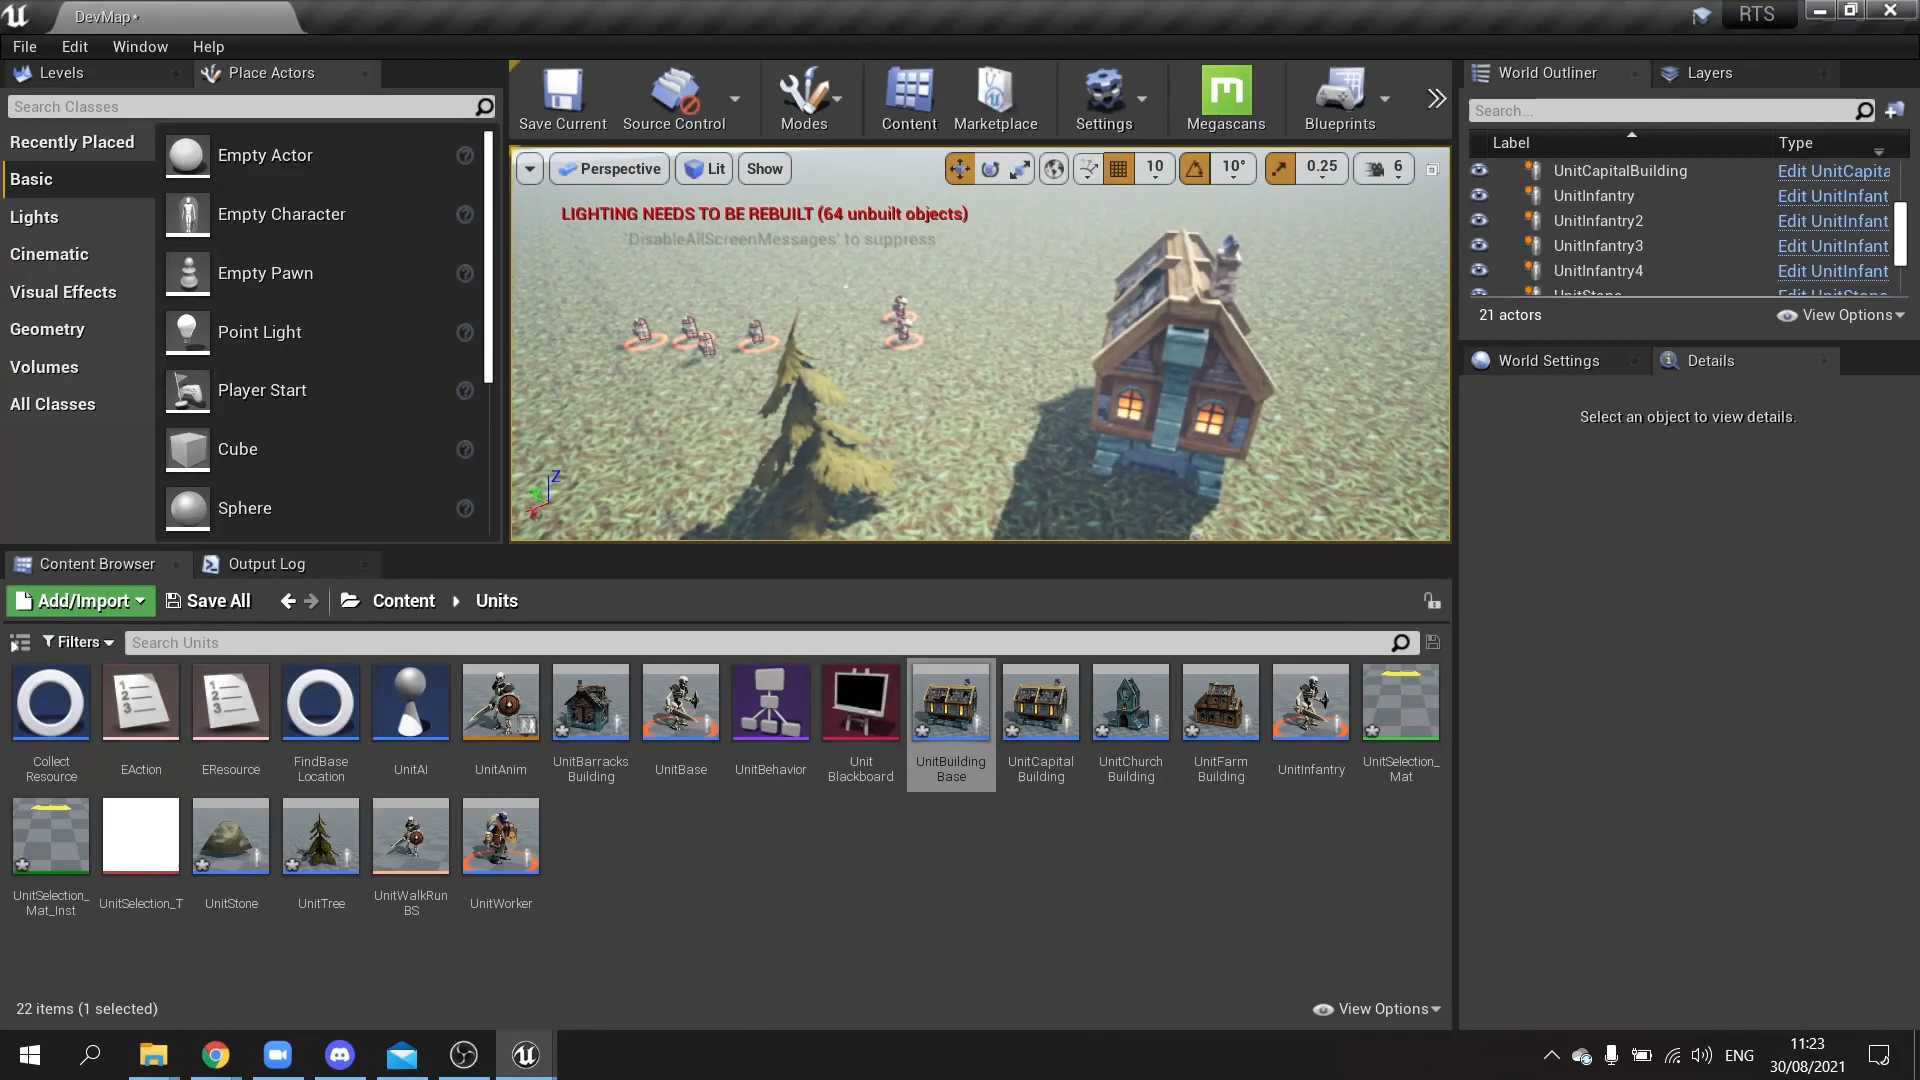 DevMap*
RTS
File Edit Window Help
Levels
Place Actors
Search Classes
Recently Placed
Basic
Lights
Cinematic
Visual Effects
Geometry
Volumes
All Classes
Empty Actor
Empty Character
Empty Pawn
Point Light
Player Start
Cube
Sphere
Save Current
Source Control
Modes
Content
Marketplace
Settings
Megascans
Blueprints
Perspective
Lit
Show
10
10°
0.25
6
LIGHTING NEEDS TO BE REBUILT (64 unbuilt objects)
'DisableAllScreenMessages' to suppress
Z
World Outliner
Layers
Search...
Label Type
UnitCapitalBuilding Edit UnitCapita
UnitInfantry Edit UnitInfant
UnitInfantry2 Edit UnitInfant
UnitInfantry3 Edit UnitInfant
UnitInfantry4 Edit UnitInfant
UnitStone Edit UnitStone
21 actors
View Options
World Settings
Details
Select an object to view details.
Content Browser
Output Log
Add/Import
Save All
Content
Units
Filters
Search Units
Collect
Resource
EAction
EResource
FindBase
Location
UnitAI
UnitAnim
UnitBarracks
Building
UnitBase
UnitBehavior
Unit
Blackboard
UnitBuilding
Base
UnitCapital
Building
UnitChurch
Building
UnitFarm
Building
UnitInfantry
UnitSelection_
Mat
UnitSelection_
Mat_Inst
UnitSelection_T
UnitStone
UnitTree
UnitWalkRun
BS
UnitWorker
22 items (1 selected)
View Options
ENG
11:23
30/08/2021